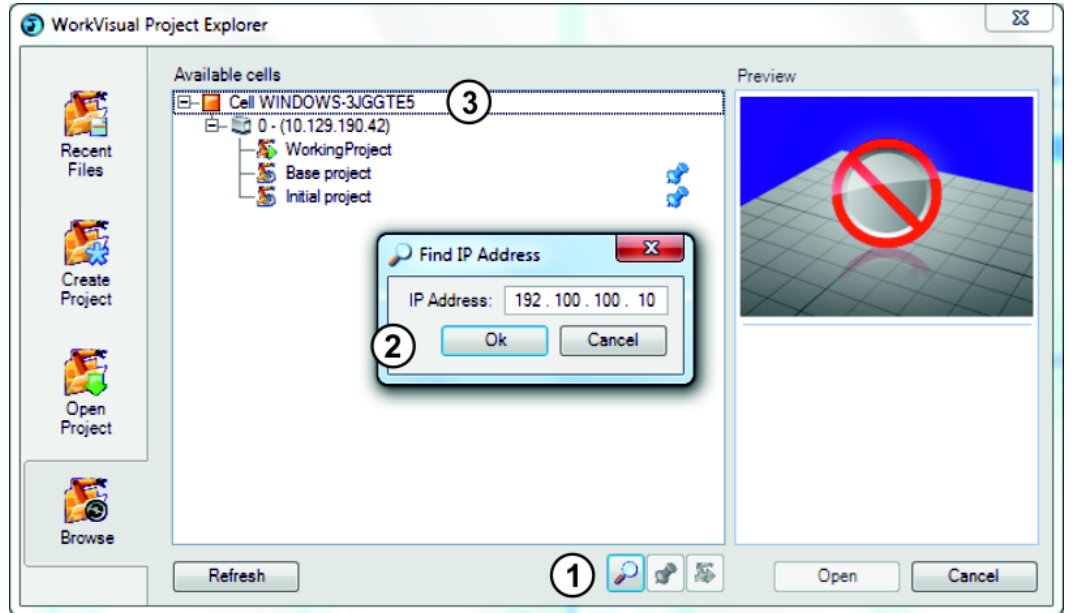 WorkVisual Project Explorer
Available cells
Preview
Cell WINDOWS-3JGGTE5
3
0 - (10.129.190.42)
WorkingProject
Base project
Initial project
Recent
Files
Create
Project
Open
Project
Browse
Find IP Address
IP Address: 192 . 100 . 100 . 10
2
Ok
Cancel
Refresh
1
Open
Cancel